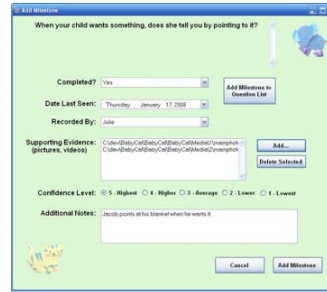 Add Milestone
When your child wants something, does she tell you by pointing to it?
Completed? Yes
Add Milestone to
Question List
Date Last Seen: Thursday , January 17, 2008
Recorded By: Julie
Supporting Evidence:
(pictures, videos)
Add...
Delete Selected
Confidence Level: 5 - Highest 4 - Higher 3 - Average 2 - Lower 1 - Lowest
Additional Notes: Jacob points at his blanket when he wants it.
Cancel Add Milestone